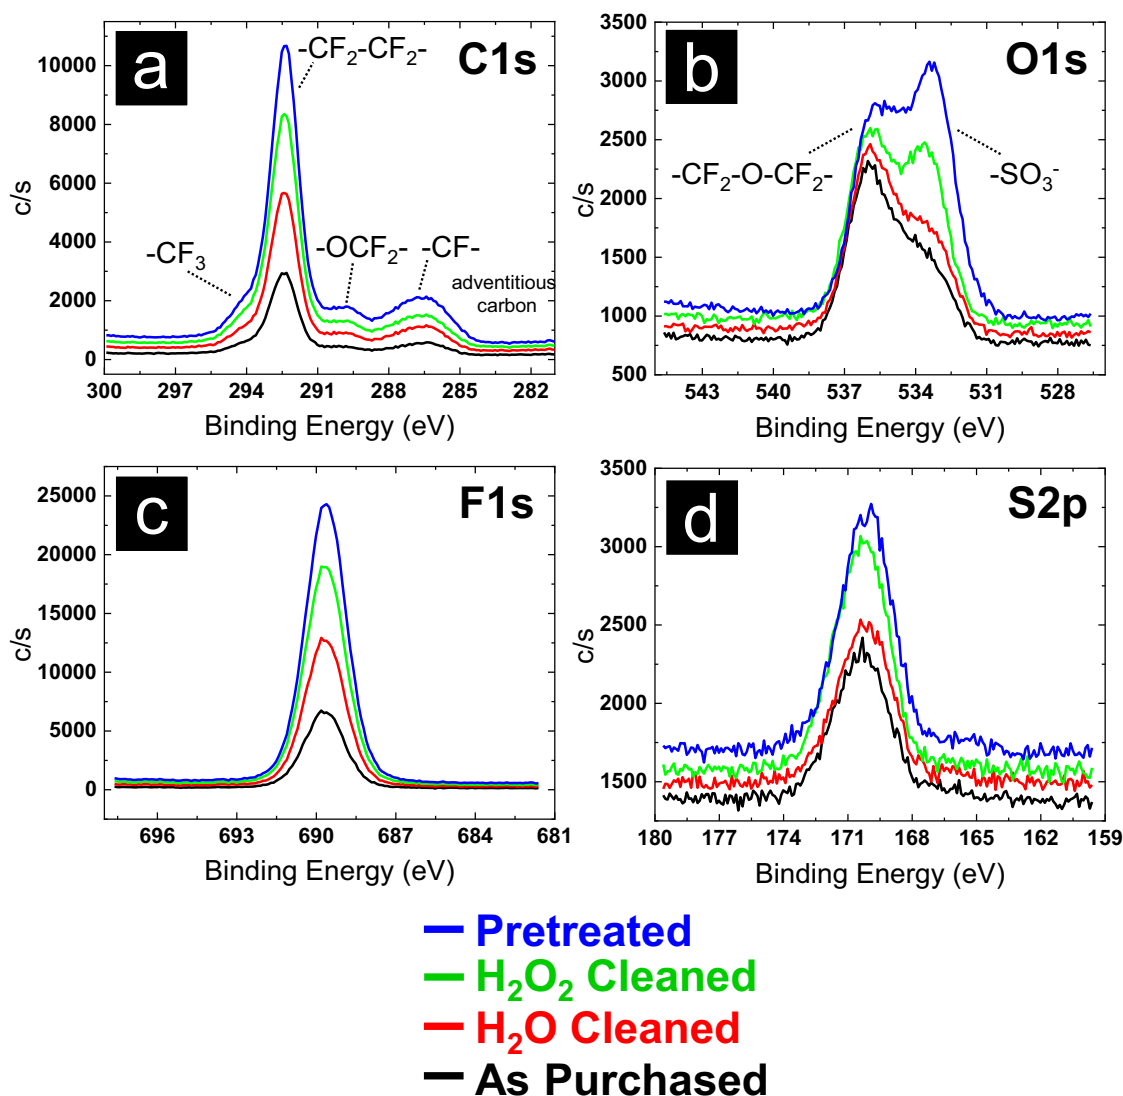 a
C1s
-CF₂-CF₂-
-CF₃
-OCF₂-
-CF-
adventitious
carbon
c/s
10000
8000
6000
4000
2000
0
300 297 294 291 288 285 282
Binding Energy (eV)
b
O1s
-CF₂-O-CF₂-
-SO₃⁻
c/s
3500
3000
2500
2000
1500
1000
500
543 540 537 534 531 528
Binding Energy (eV)
c
F1s
c/s
25000
20000
15000
10000
5000
0
696 693 690 687 684 681
Binding Energy (eV)
d
S2p
c/s
3500
3000
2500
2000
1500
180 177 174 171 168 165 162 159
Binding Energy (eV)
Pretreated
H₂O₂ Cleaned
H₂O Cleaned
As Purchased